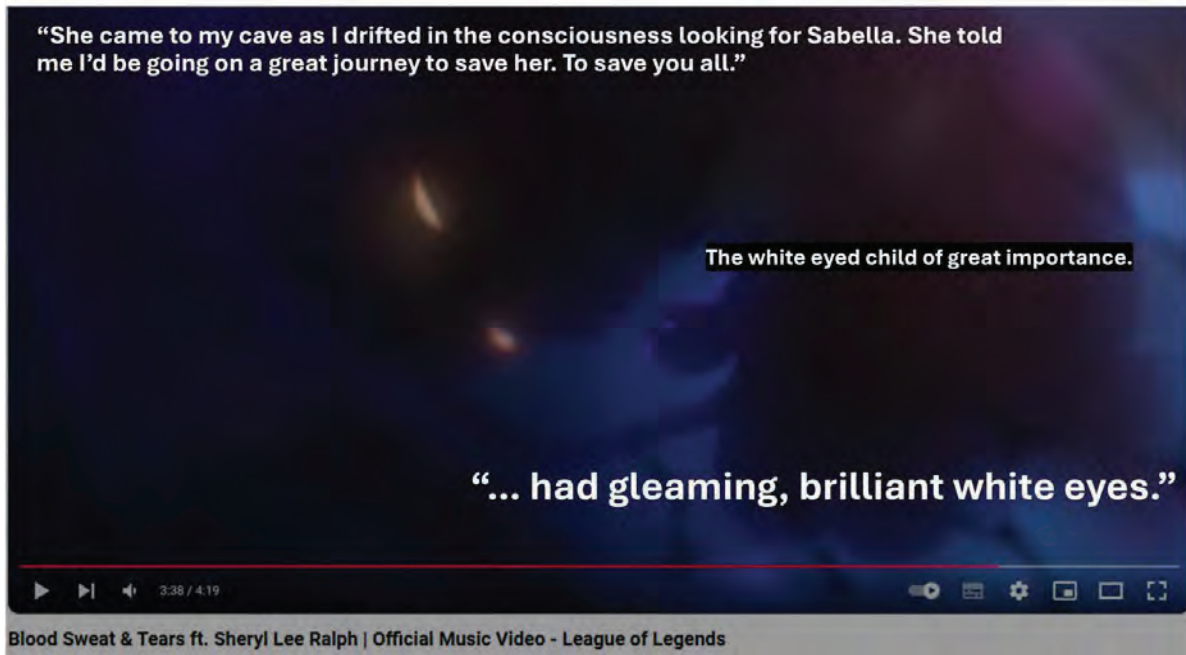 “She came to my cave as I drifted in the consciousness looking for Sabella. She told
me I’d be going on a great journey to save her. To save you all.”
The white eyed child of great importance.
“... had gleaming, brilliant white eyes.”
3:38 / 4:19
Blood Sweat & Tears ft. Sheryl Lee Ralph | Official Music Video - League of Legends